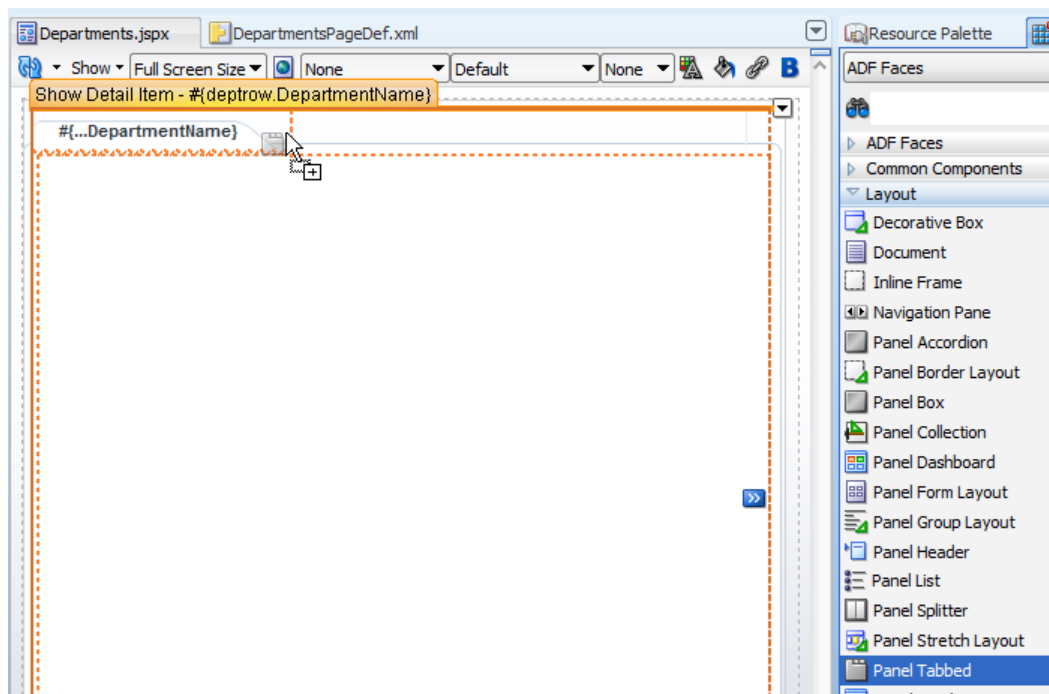 Departments.jspx
DepartmentsPageDef.xml
Resource Palette
Show
Full Screen Size
None
Default
None
B
ADF Faces
Show Detail Item - #{deptrow.DepartmentName}
#{...DepartmentName}
ADF Faces
Common Components
Layout
Decorative Box
Document
Inline Frame
Navigation Pane
Panel Accordion
Panel Border Layout
Panel Box
Panel Collection
Panel Dashboard
Panel Form Layout
Panel Group Layout
Panel Header
Panel List
Panel Splitter
Panel Stretch Layout
Panel Tabbed